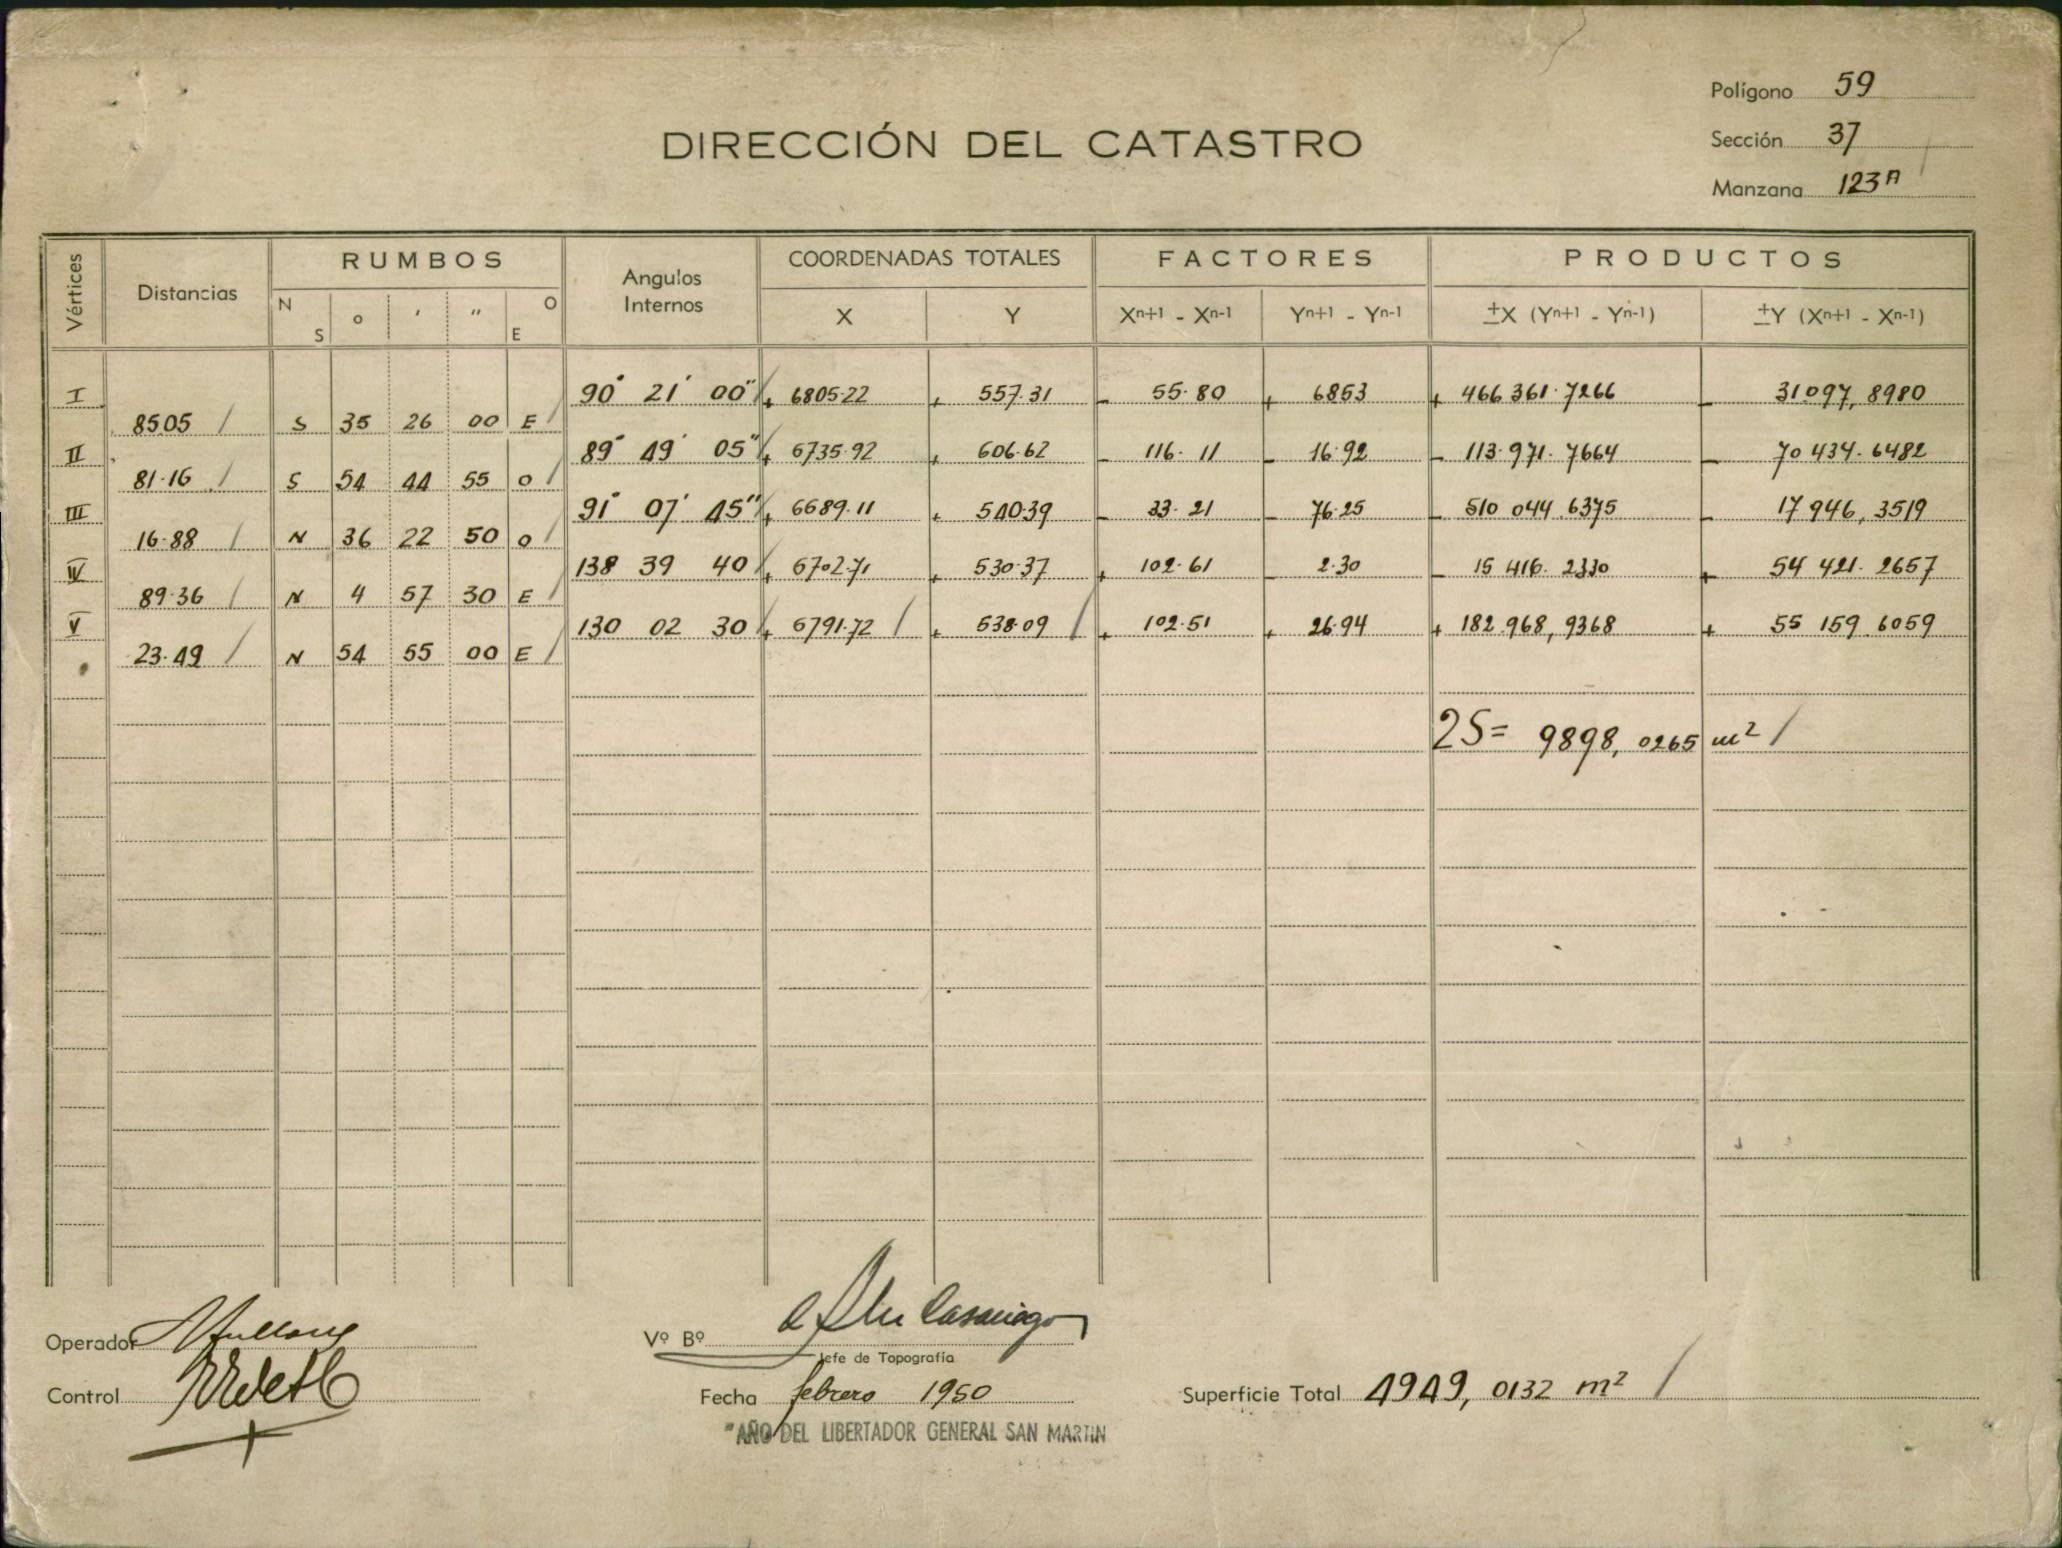 Polígono 59
DIRECCIÓN DEL CATASTRO
Sección 37
Manzana 123A
Vértices Distancias RUMBOS Angulos Internos COORDENADAS TOTALES FACTORES PRODUCTOS
N S o ' " O E X Y Xn+1 - Xn-1 Yn+1 - Yn-1 ±X (Yn+1 - Yn-1) ±Y (Xn+1 - Xn-1)
I 90° 21' 00" + 6805.22 + 557.31 - 55.80 + 6853 + 466 361.7266 - 31097,8980
8505 S 35 26 00 E
II 89° 49' 05" + 6735.92 + 606.62 - 116.11 - 16.92 - 113.971.7664 - 70 434.6482
81.16 S 54 44 55 O
III 91° 07' 45" + 6689.11 + 540.39 - 33.21 - 76.25 - 510 044.6375 - 17 946,3519
16.88 N 36 22 50 O
IV 138 39 40 + 6702.71 + 530.37 + 102.61 - 2.30 - 15 416.2330 + 54 421.2657
89.36 N 4 57 30 E
V 130 02 30 + 6791.72 + 538.09 + 102.51 + 26.94 + 182.968,9368 + 55 159.6059
23.49 N 54 55 00 E
2S = 9898,0265 m²
Operador
Vº Bº
Jefe de Topografía
Control
Fecha febrero 1950
Superficie Total 4949,0132 m²
"AÑO DEL LIBERTADOR GENERAL SAN MARTIN